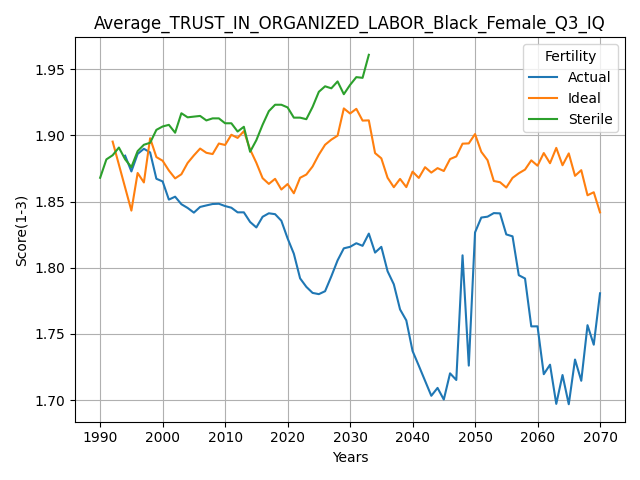 Average_TRUST_IN_ORGANIZED_LABOR_Black_Female_Q3_IQ
Fertility
Actual
Ideal
Sterile
Score(1-3)
1.95
1.90
1.85
1.80
1.75
1.70
1990 2000 2010 2020 2030 2040 2050 2060 2070
Years